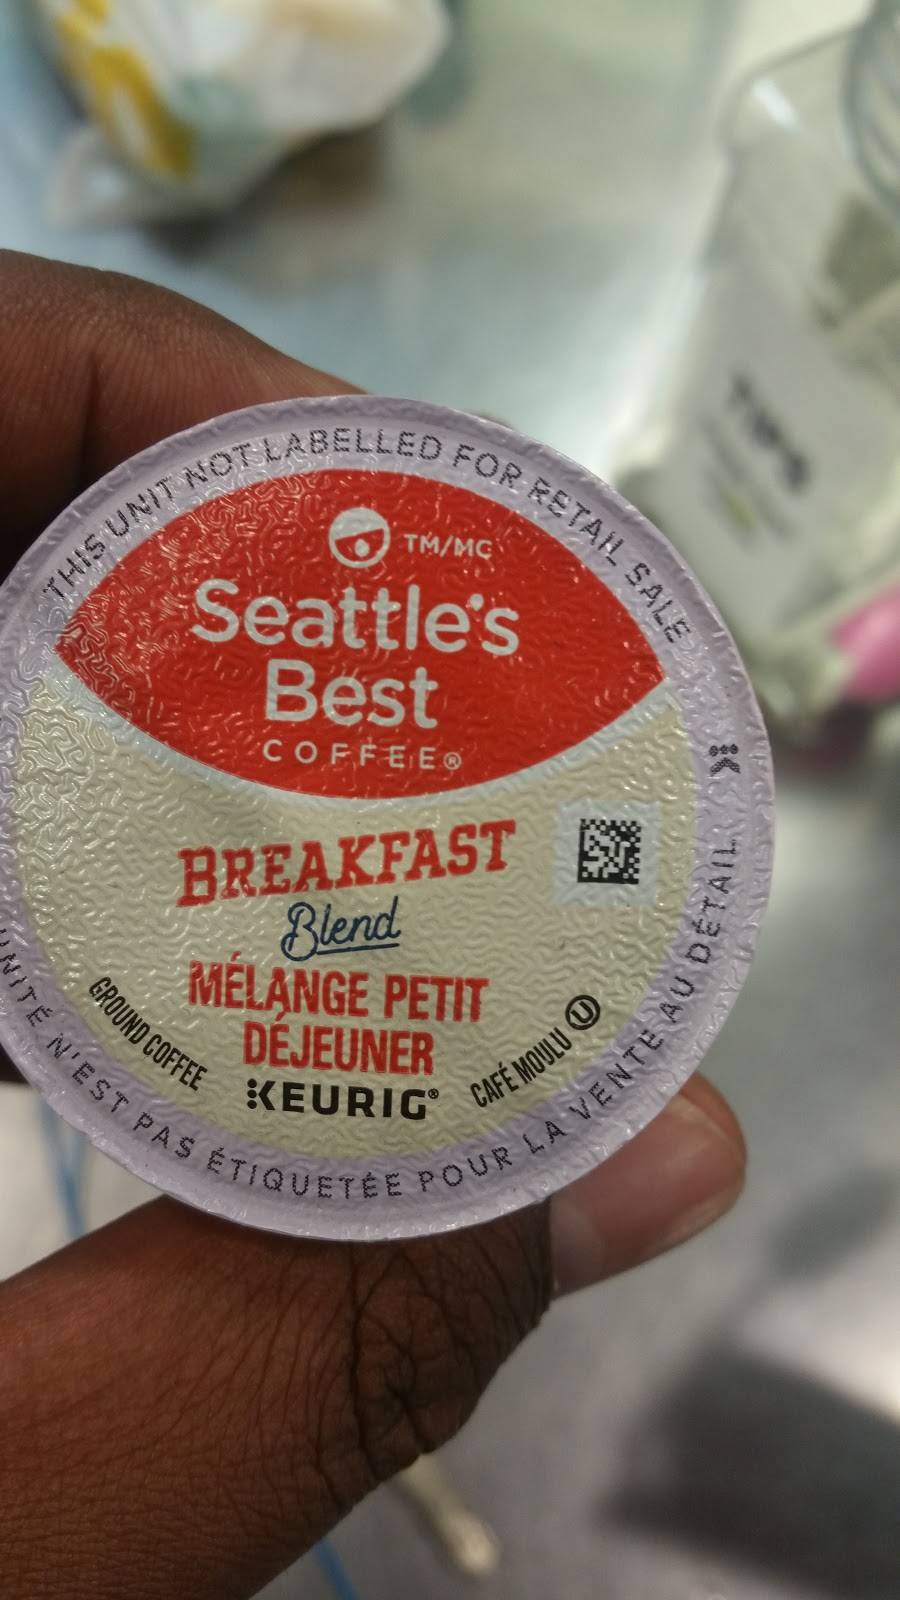 THIS UNIT NOT LABELLED FOR RETAIL SALE
TM/MC
Seattle's
Best
COFFEE®
BREAKFAST
Blend
MÉLANGE PETIT
DÉJEUNER
GROUND COFFEE
KEURIG®
CAFÉ MOULU U
UNITÉ N'EST PAS ÉTIQUETÉE POUR LA VENTE AU DÉTAIL
K
TIPS